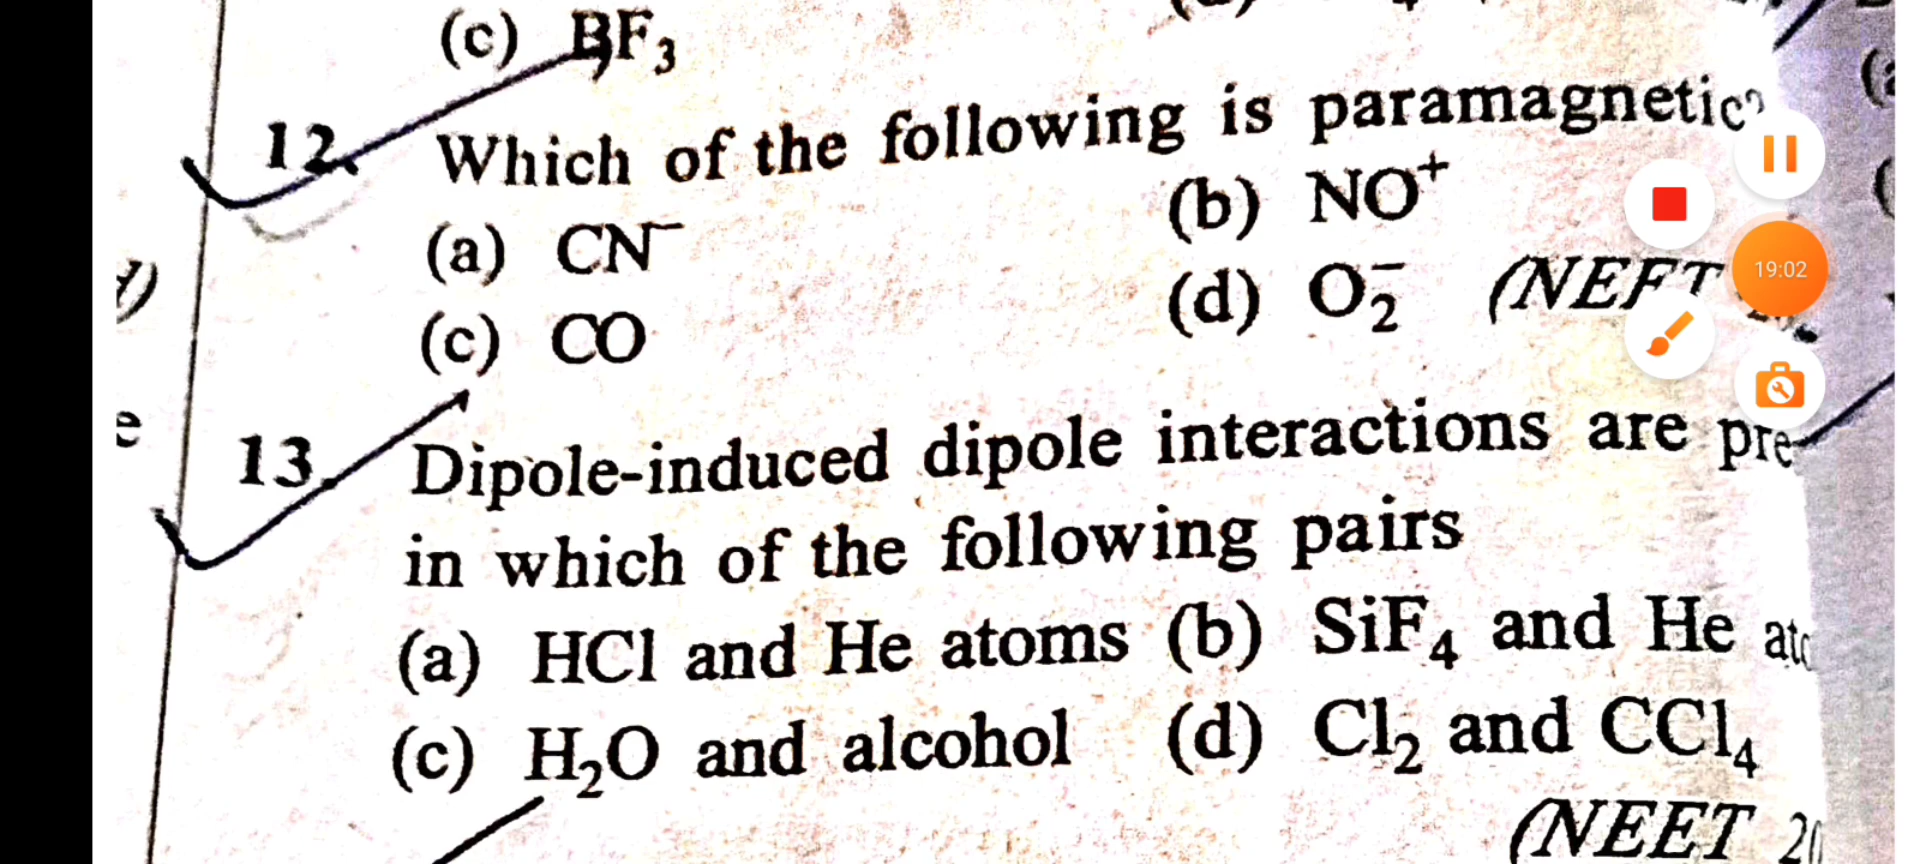 (c) BF₃
12. Which of the following is paramagnetic?
(a) CN⁻ (b) NO⁺
(c) CO (d) O₂⁻ (NEET
19:02
13. Dipole-induced dipole interactions are pre
in which of the following pairs
(a) HCl and He atoms (b) SiF₄ and He ato
(c) H₂O and alcohol (d) Cl₂ and CCl₄
(NEET 20